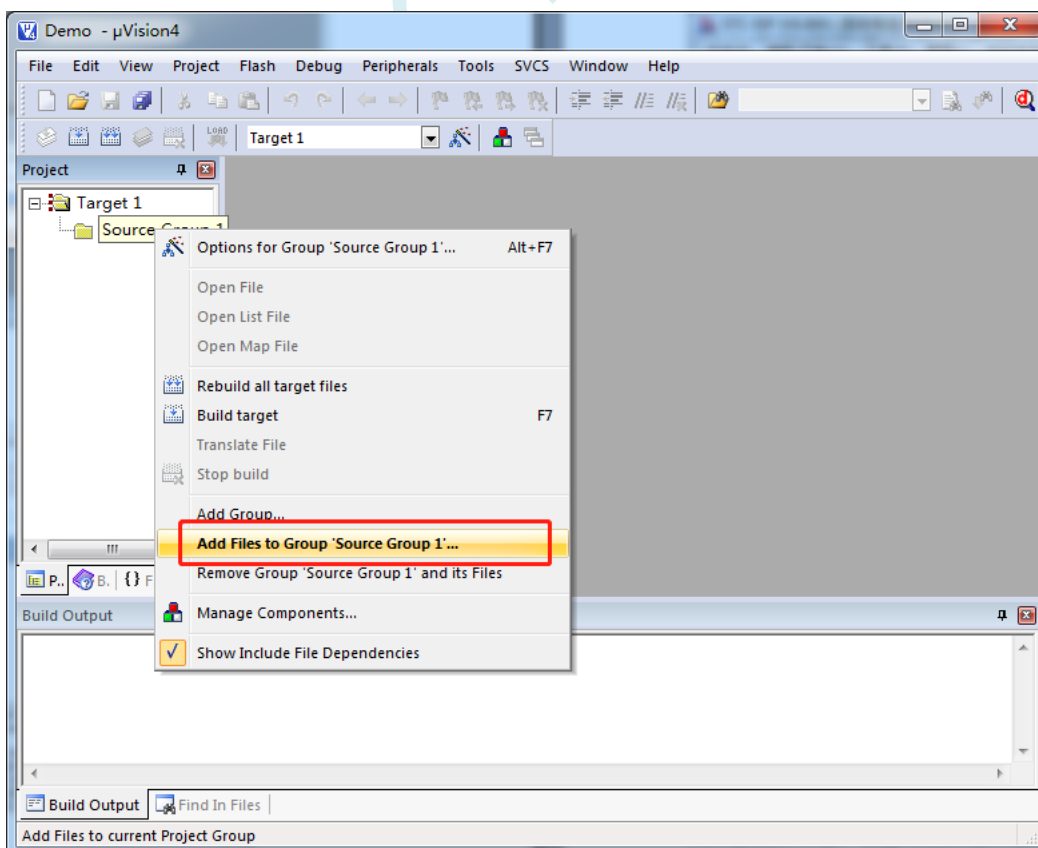 Demo - µVision4
File Edit View Project Flash Debug Peripherals Tools SVCS Window Help
LOAD Target 1
Project
Target 1
Source Group 1
Options for Group 'Source Group 1'... Alt+F7
Open File
Open List File
Open Map File
Rebuild all target files
Build target F7
Translate File
Stop build
Add Group...
Add Files to Group 'Source Group 1'...
Remove Group 'Source Group 1' and its Files
Manage Components...
Show Include File Dependencies
P.. B. {} F
Build Output
Build Output Find In Files
Add Files to current Project Group